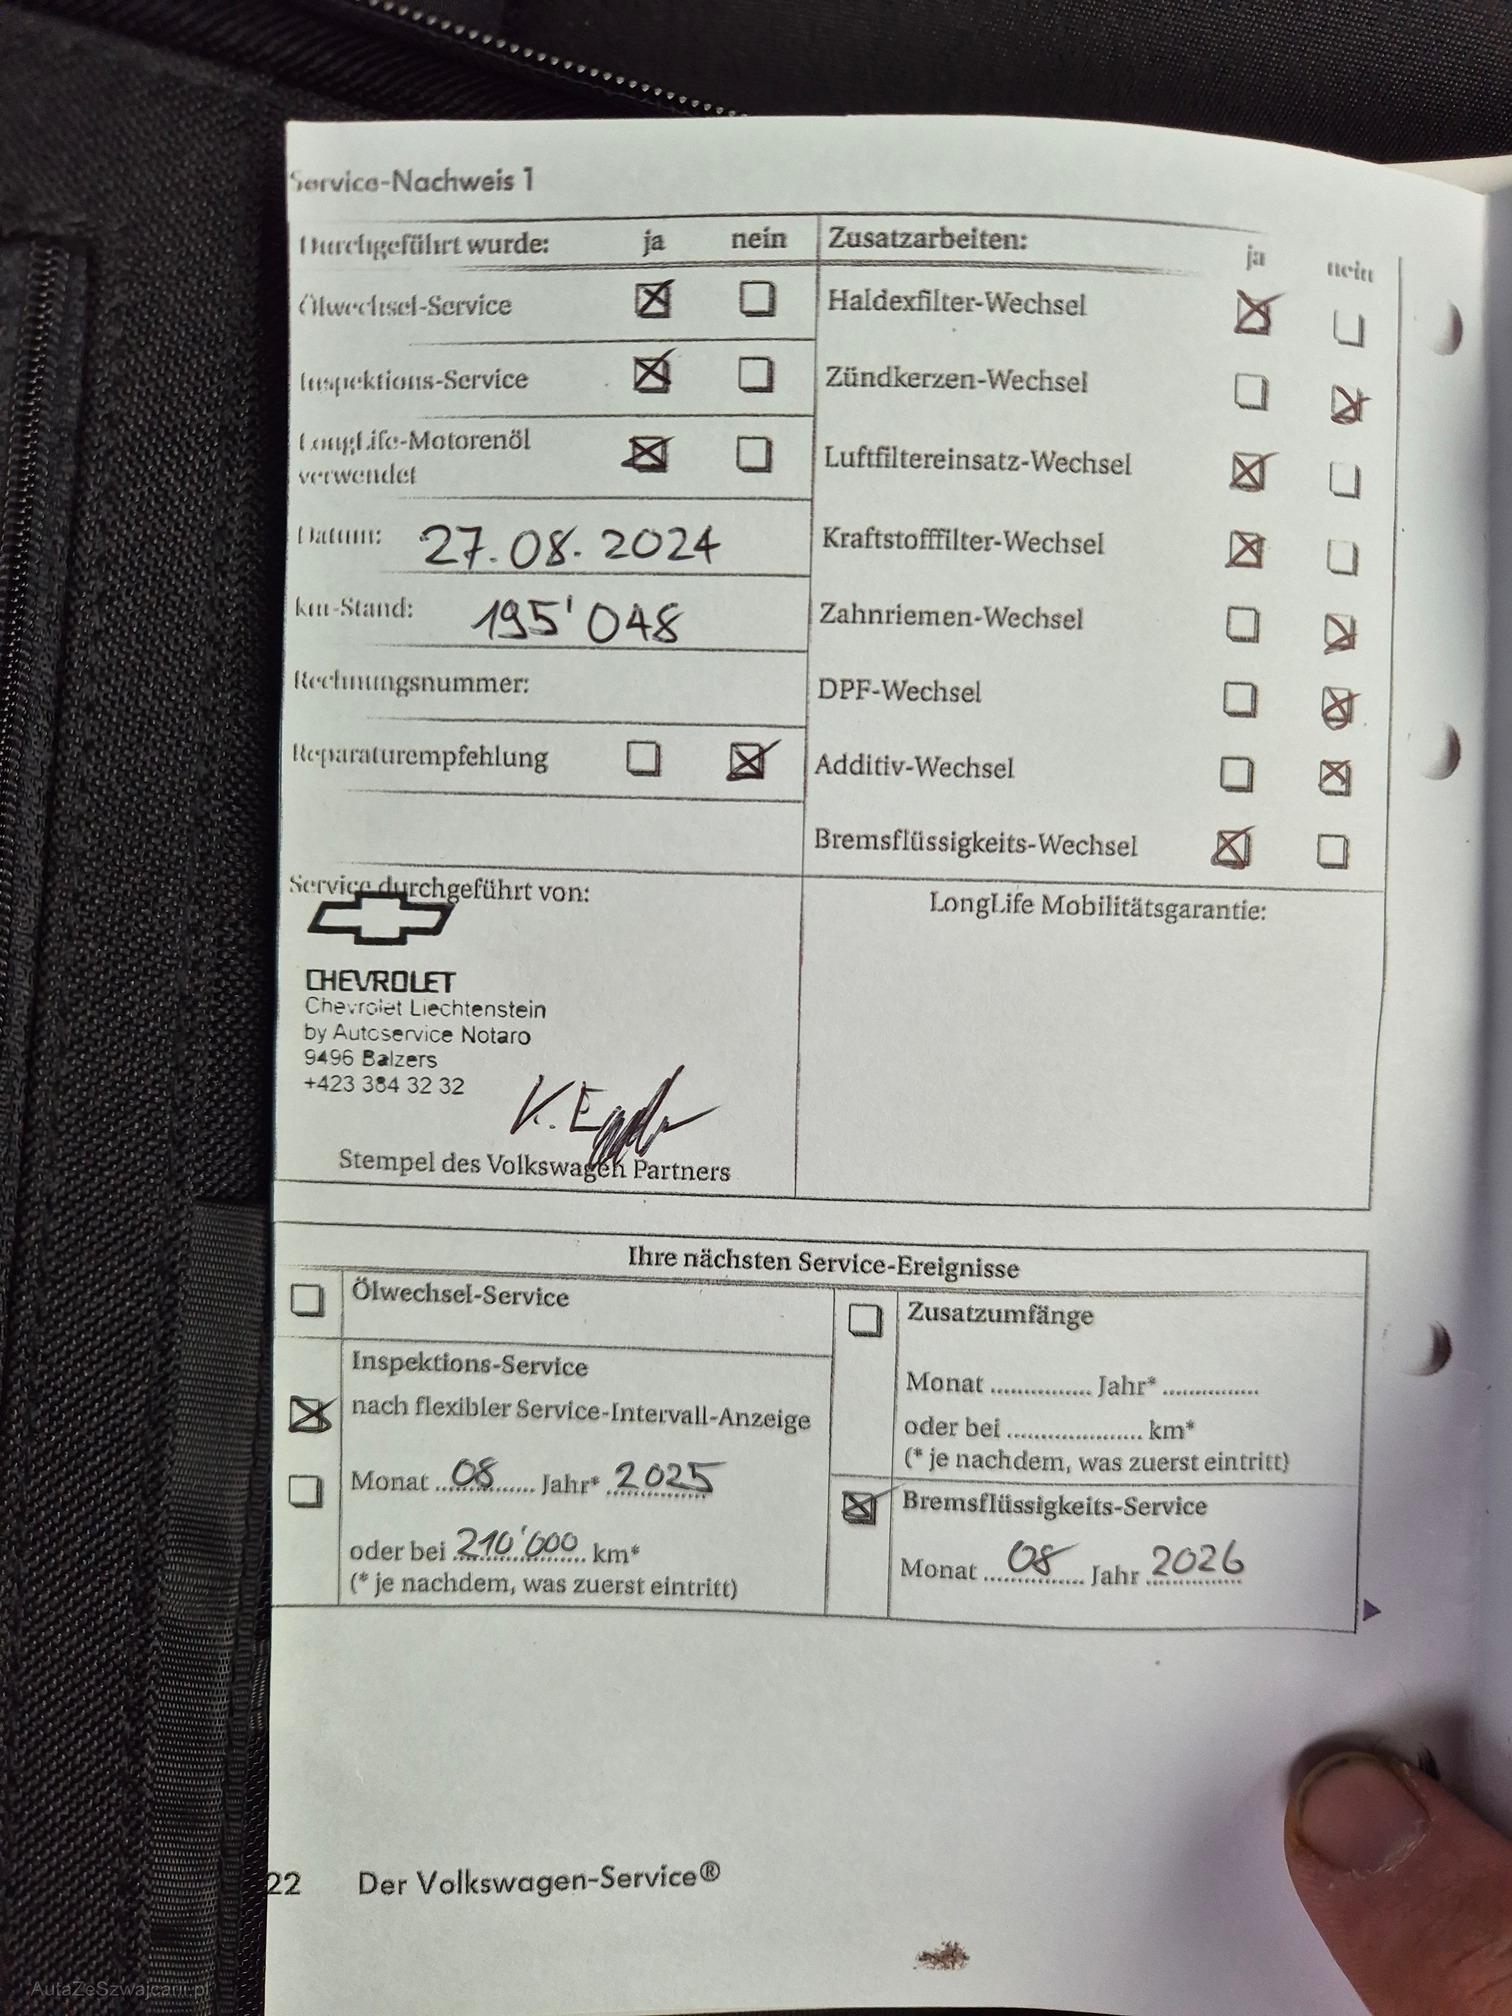 Service-Nachweis 1
Durchgeführt wurde: ja nein
Ölwechsel-Service
Inspektions-Service
LongLife-Motorenöl
verwendet
Datum: 27.08.2024
km-Stand: 195'048
Rechnungsnummer:
Reparaturempfehlung
Zusatzarbeiten: ja nein
Haldexfilter-Wechsel
Zündkerzen-Wechsel
Luftfiltereinsatz-Wechsel
Kraftstofffilter-Wechsel
Zahnriemen-Wechsel
DPF-Wechsel
Additiv-Wechsel
Bremsflüssigkeits-Wechsel
Service durchgeführt von:
CHEVROLET
Chevrolet Liechtenstein
by Autoservice Notaro
9496 Balzers
+423 384 32 32
Stempel des Volkswagen Partners
LongLife Mobilitätsgarantie:
Ihre nächsten Service-Ereignisse
Ölwechsel-Service
Inspektions-Service
nach flexibler Service-Intervall-Anzeige
Monat 08 Jahr* 2025
oder bei 210'000 km*
(* je nachdem, was zuerst eintritt)
Zusatzumfänge
Monat ............... Jahr* ...............
oder bei ..................... km*
(* je nachdem, was zuerst eintritt)
Bremsflüssigkeits-Service
Monat 08 Jahr 2026
22 Der Volkswagen-Service®
AutaZeSzwajcarii.pl